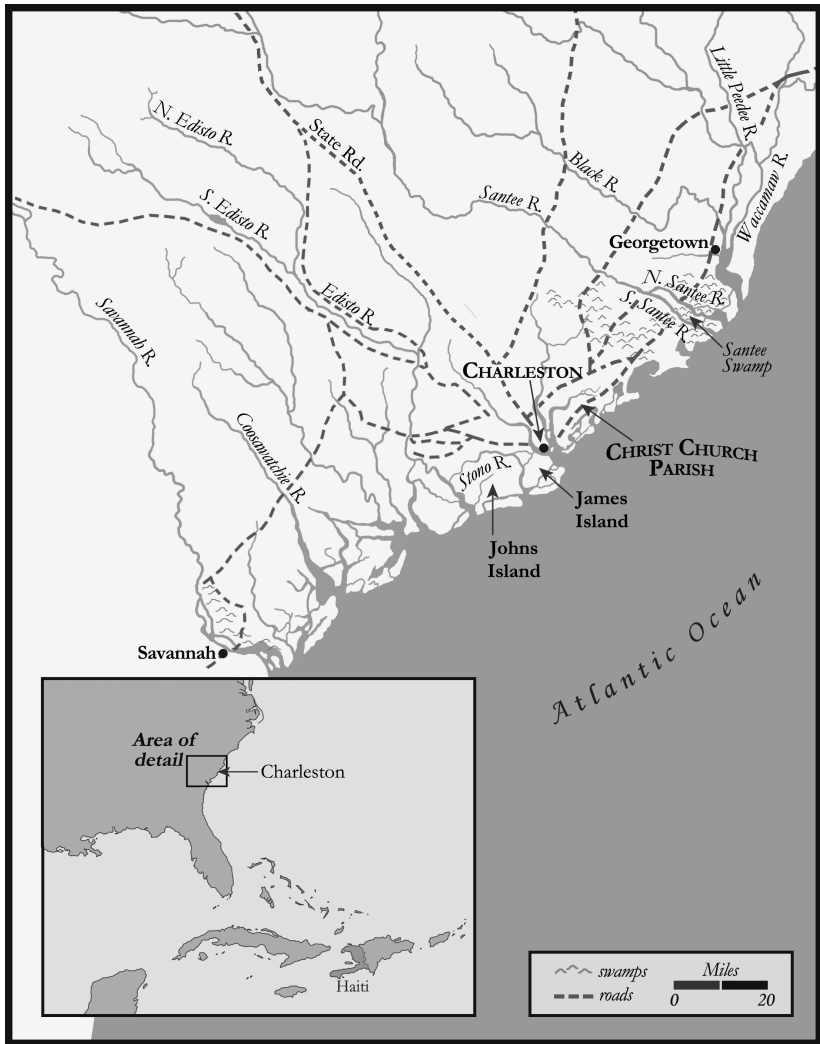 Little Peedee R.
N. Edisto R.
State Rd.
Black R.
Waccamaw R.
S. Edisto R.
Santee R.
Georgetown
N. Santee R.
S. Santee R.
Edisto R.
Savannah R.
Santee
Swamp
CHARLESTON
Coosawatchie R.
CHRIST CHURCH
PARISH
Stono R.
James
Island
Johns
Island
Atlantic Ocean
Savannah
Area of
detail
Charleston
Haiti
swamps
roads
Miles
0 20